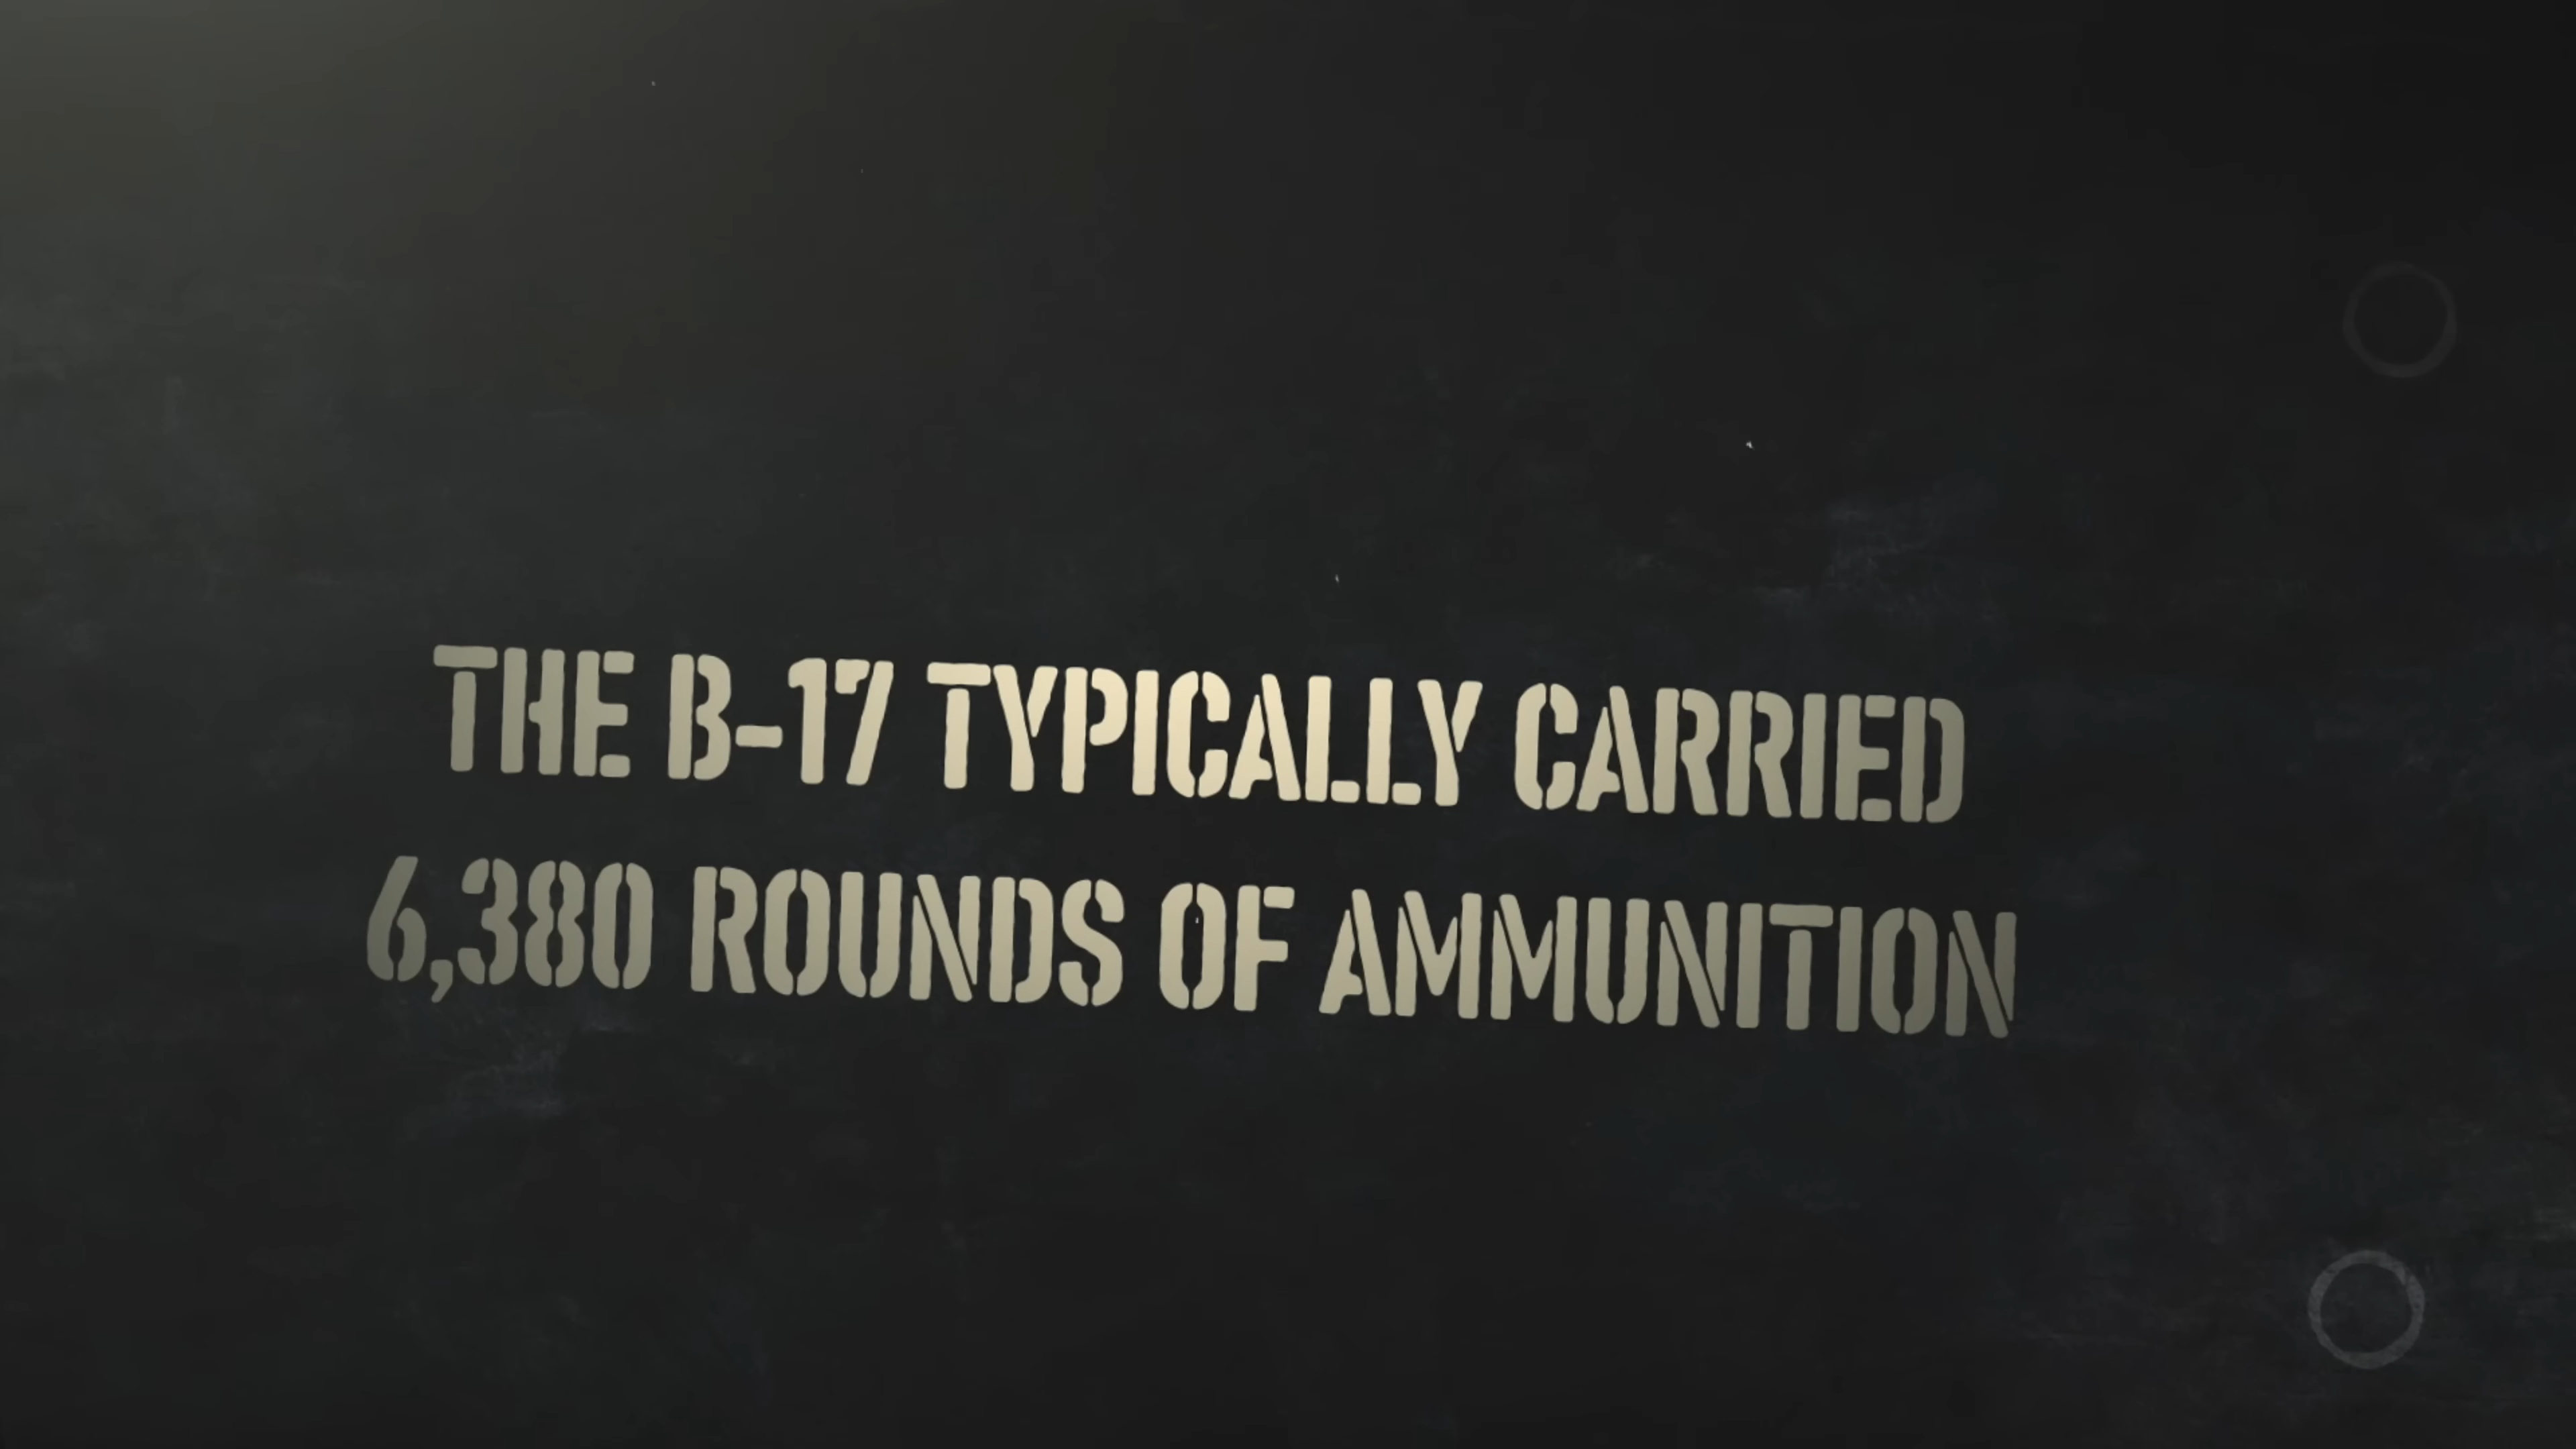 THE B-17 TYPICALLY CARRIED
6,380 ROUNDS OF AMMUNITION